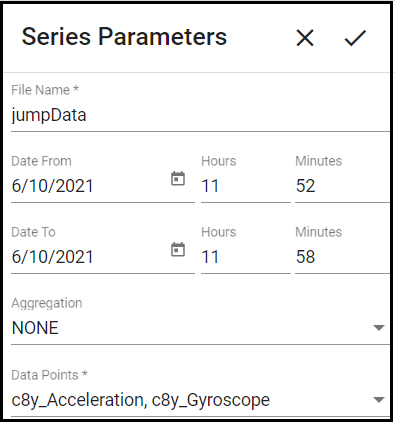 Series Parameters
File Name *
jumpData
Date From Hours Minutes
6/10/2021 11 52
Date To Hours Minutes
6/10/2021 11 58
Aggregation
NONE
Data Points *
c8y_Acceleration, c8y_Gyroscope